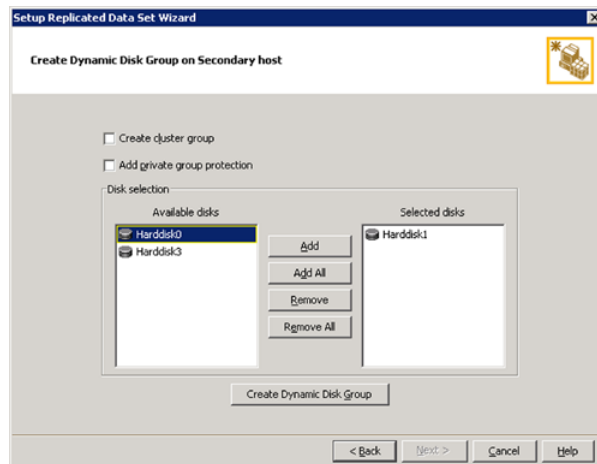 Setup Replicated Data Set Wizard
Create Dynamic Disk Group on Secondary host
Create cluster group
Add private group protection
Disk selection
Available disks
Selected disks
Harddisk0
Harddisk3
Add
Add All
Remove
Remove All
Harddisk1
Create Dynamic Disk Group
< Back
Next >
Cancel
Help